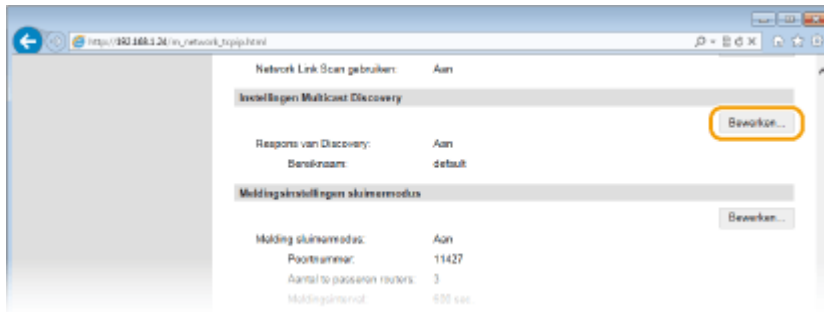 http://192.168.1.24/m_network_tcpip.html
Network Link Scan gebruiken: Aan
Instellingen Multicast Discovery
Bewerken...
Respons van Discovery: Aan
Bereiknaam: default
Meldingsinstellingen sluimermodus
Bewerken...
Melding sluimermodus: Aan
Poortnummer: 11427
Aantal te passeren routers: 3
Meldingsinterval: 600 sec.